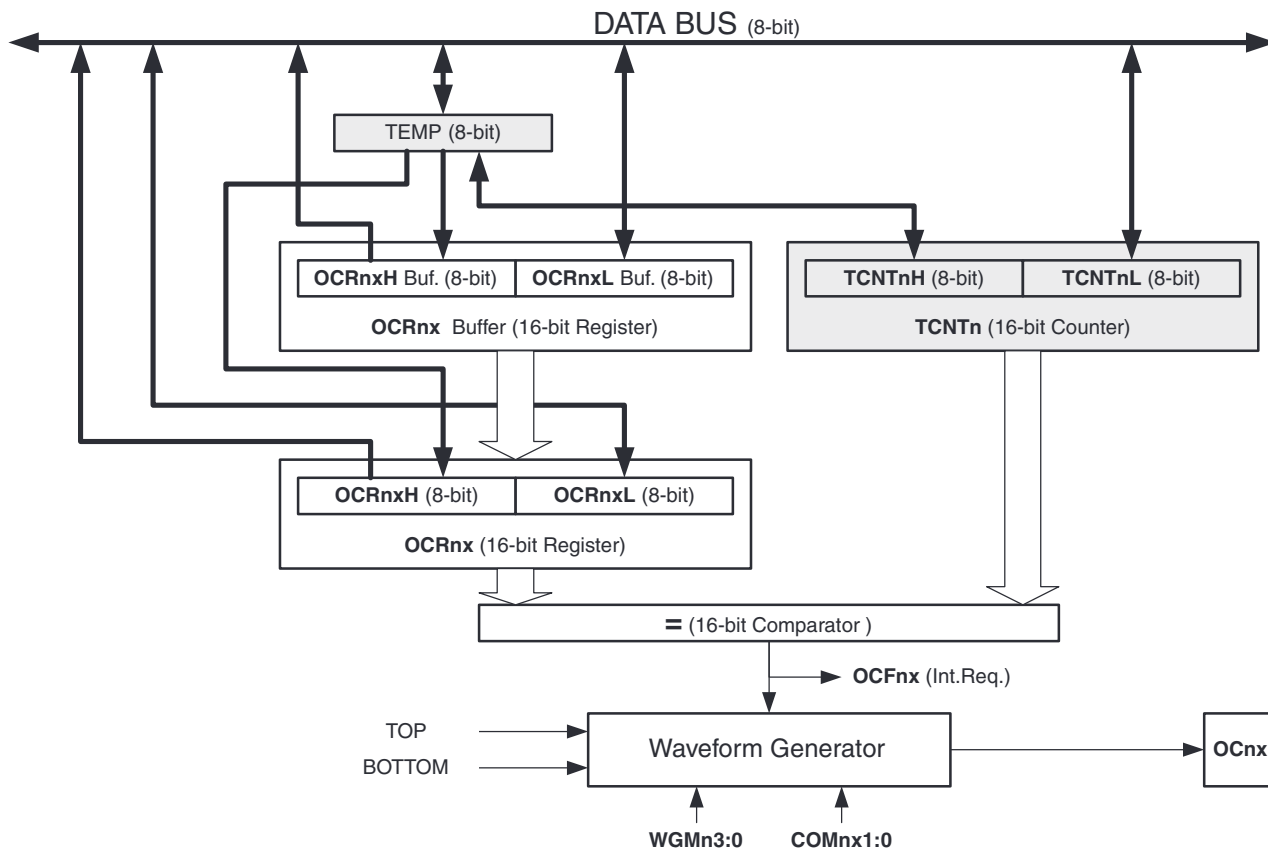 DATA BUS (8-bit)
TEMP (8-bit)
OCRnxH Buf. (8-bit)
OCRnxL Buf. (8-bit)
OCRnx Buffer (16-bit Register)
TCNTnH (8-bit)
TCNTnL (8-bit)
TCNTn (16-bit Counter)
OCRnxH (8-bit)
OCRnxL (8-bit)
OCRnx (16-bit Register)
= (16-bit Comparator )
OCFnx (Int.Req.)
TOP
BOTTOM
Waveform Generator
OCnx
WGMn3:0
COMnx1:0